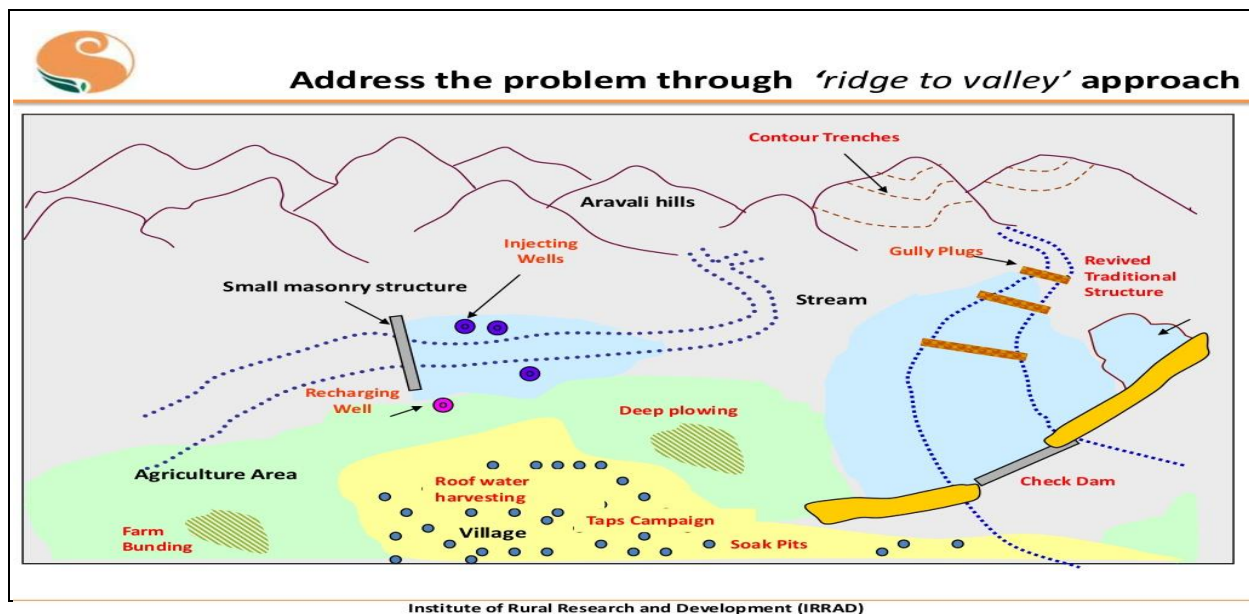 Address the problem through ‘ridge to valley’ approach
Contour Trenches
Aravali hills
Injecting
Wells
Gully Plugs
Revived
Traditional
Structure
Small masonry structure
Stream
Recharging
Well
Deep plowing
Agriculture Area
Roof water
harvesting
Check Dam
Farm
Bunding
Village
Taps Campaign
Soak Pits
Institute of Rural Research and Development (IRRAD)